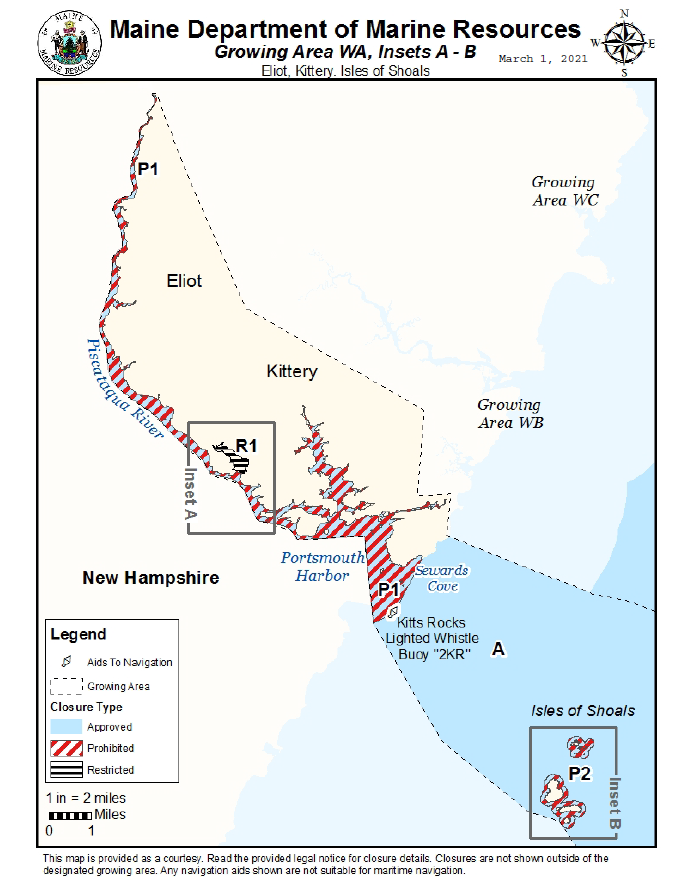 MAINE
MARINE RESOURCES
Maine Department of Marine Resources
Growing Area WA, Insets A - B
Eliot, Kittery. Isles of Shoals
March 1, 2021
N
W
E
S
P1
Growing
Area WC
Eliot
Piscataqua River
Kittery
Growing
Area WB
R1
Inset A
Portsmouth
Harbor
Sewards
Cove
New Hampshire
P1
Kitts Rocks
Lighted Whistle
Buoy "2KR"
A
Legend
Aids To Navigation
Growing Area
Closure Type
Approved
Prohibited
Restricted
Isles of Shoals
P2
Inset B
1 in = 2 miles
Miles
0 1
This map is provided as a courtesy. Read the provided legal notice for closure details. Closures are not shown outside of the
designated growing area. Any navigation aids shown are not suitable for maritime navigation.